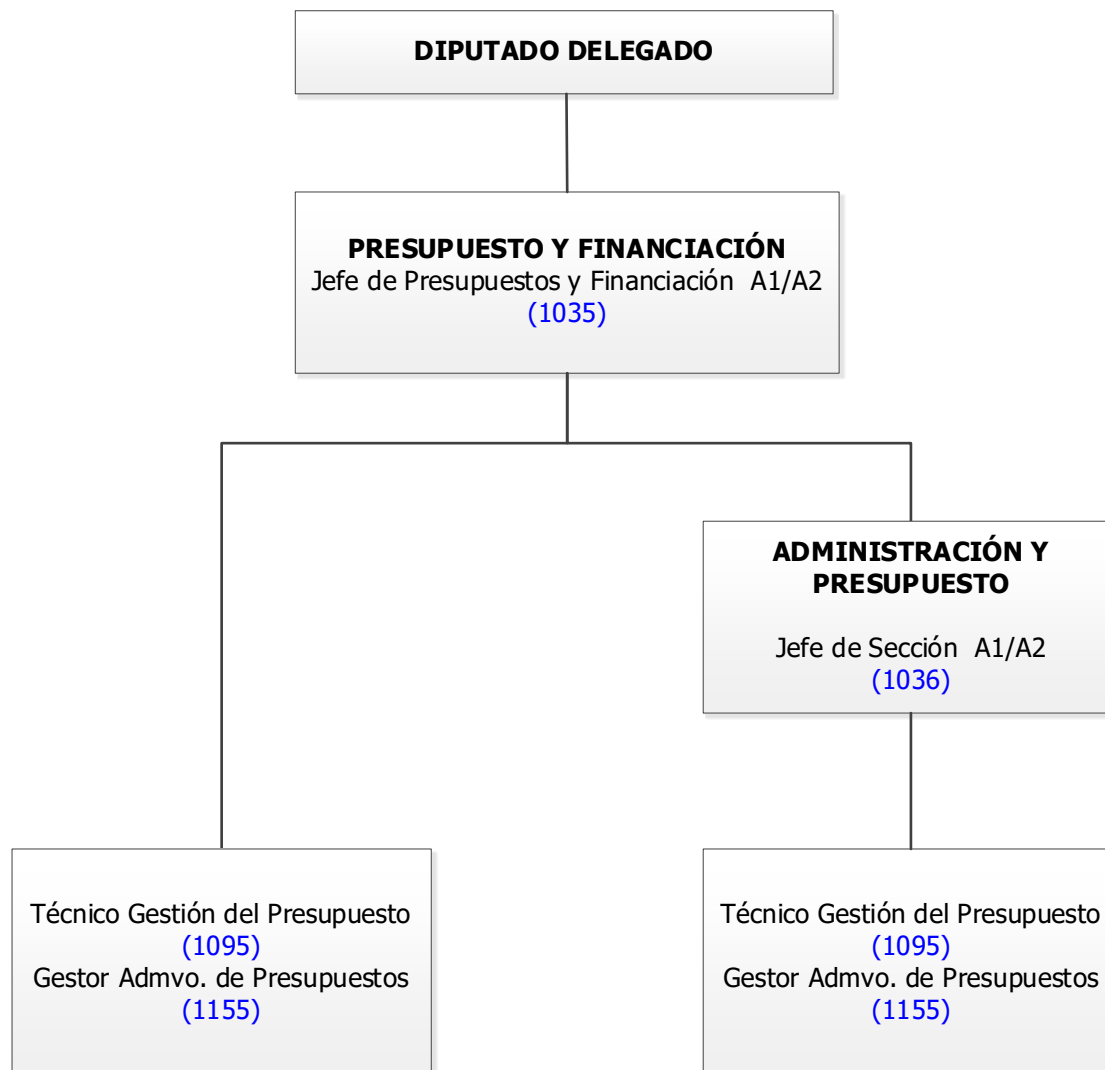 DIPUTADO DELEGADO
PRESUPUESTO Y FINANCIACIÓN
Jefe de Presupuestos y Financiación A1/A2
(1035)
ADMINISTRACIÓN Y
PRESUPUESTO
Jefe de Sección A1/A2
(1036)
Técnico Gestión del Presupuesto
(1095)
Gestor Admvo. de Presupuestos
(1155)
Técnico Gestión del Presupuesto
(1095)
Gestor Admvo. de Presupuestos
(1155)